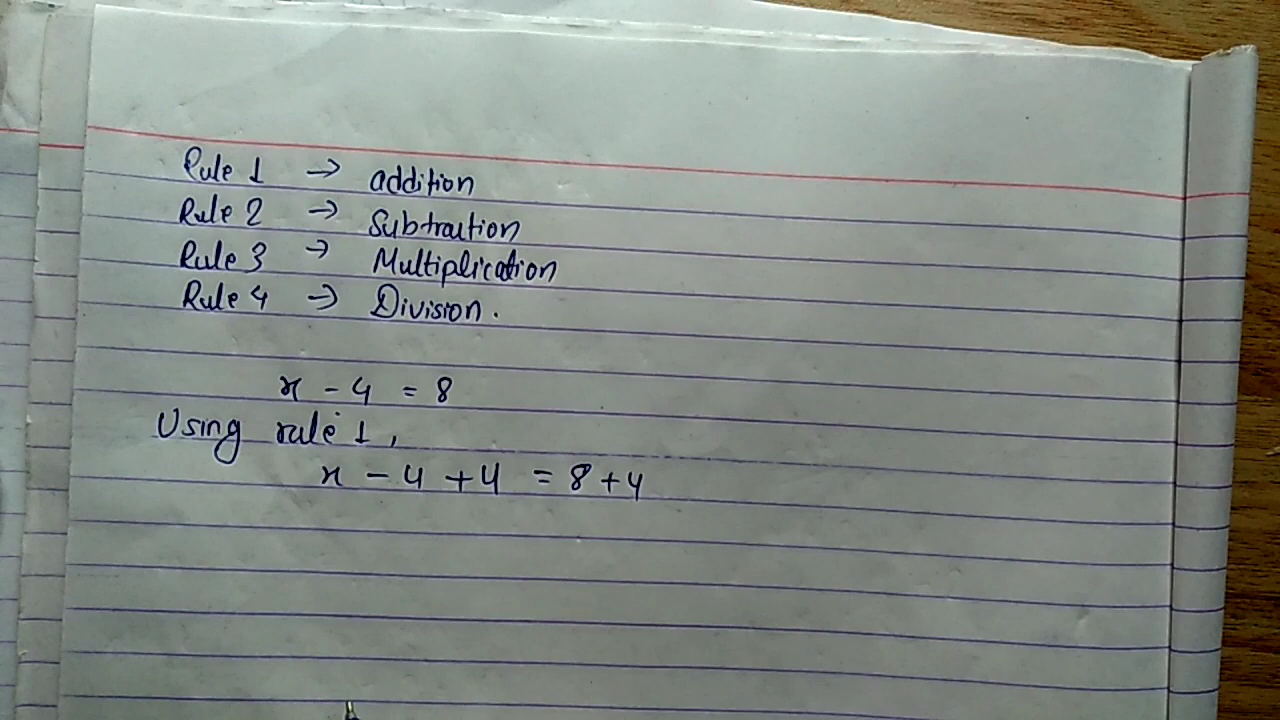 Rule 1 → addition
Rule 2 → Subtraction
Rule 3 → Multiplication
Rule 4 → Division.
x - 4 = 8
Using rule 1,
x - 4 + 4 = 8 + 4